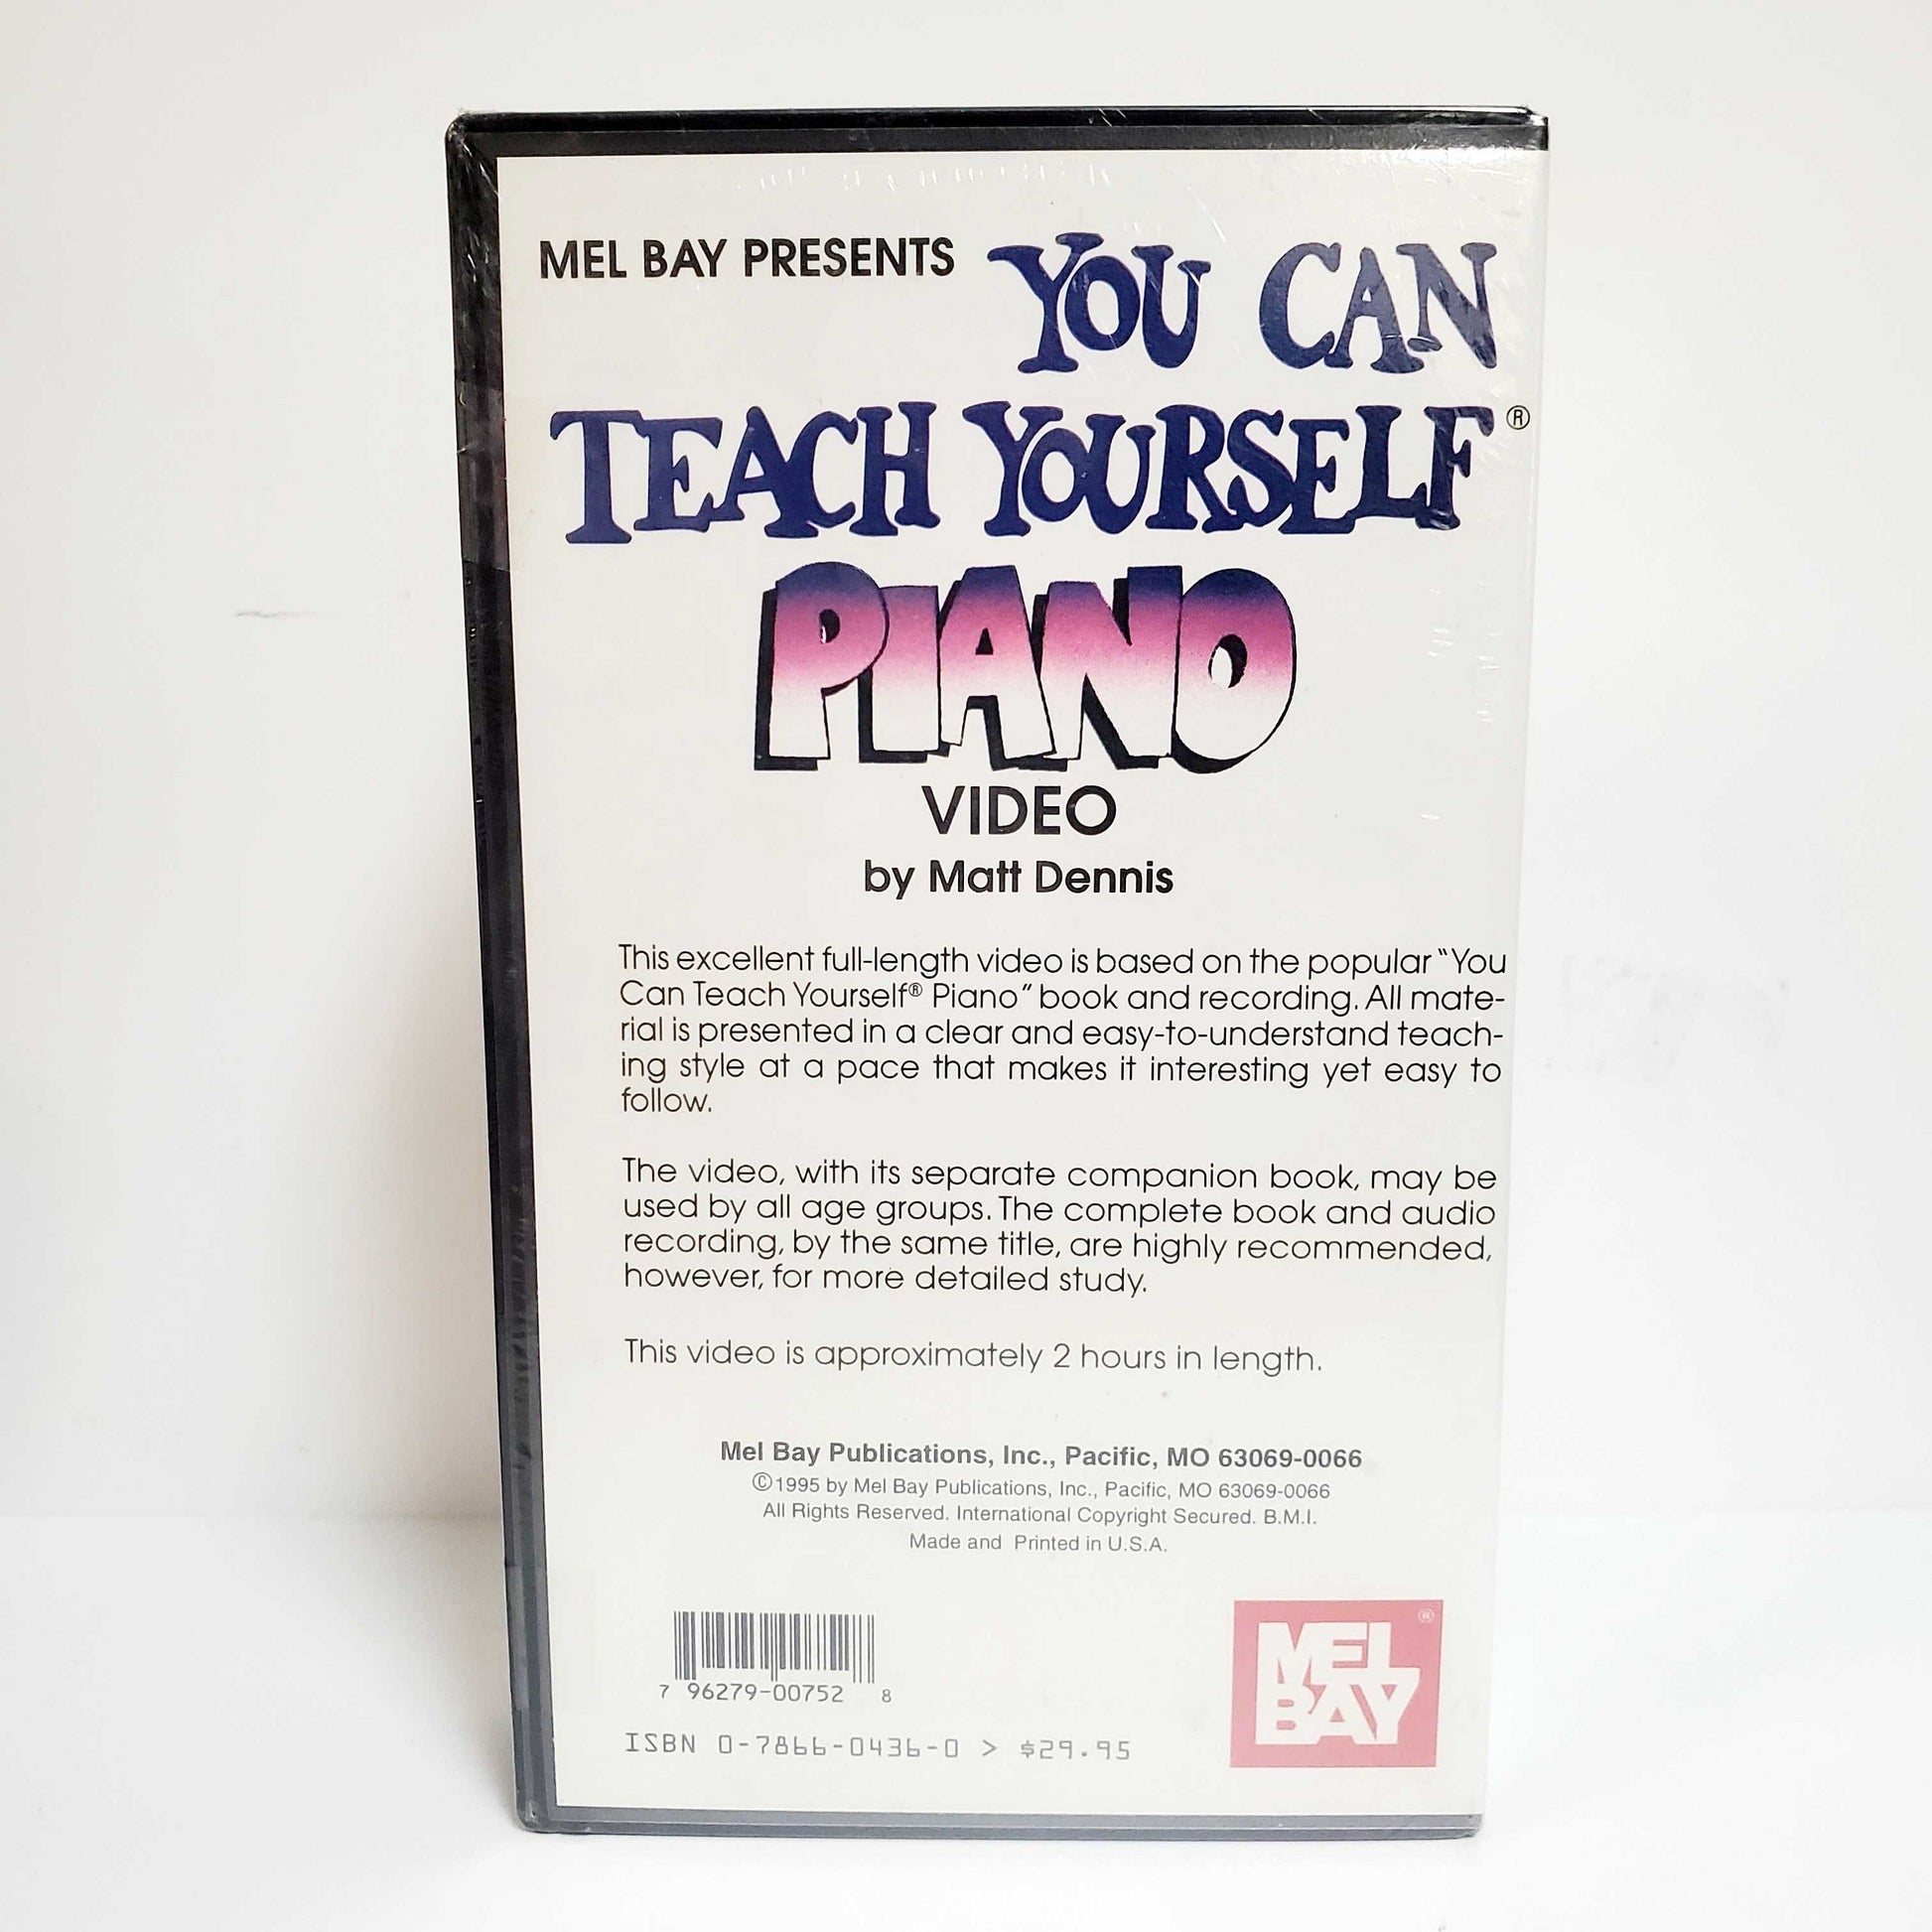 MEL BAY PRESENTS YOU CAN
TEACH YOURSELF®
PIANO
VIDEO
by Matt Dennis
This excellent full-length video is based on the popular "You
Can Teach Yourself® Piano" book and recording. All mate-
rial is presented in a clear and easy-to-understand teach-
ing style at a pace that makes it interesting yet easy to
follow.
The video, with its separate companion book, may be
used by all age groups. The complete book and audio
recording, by the same title, are highly recommended,
however, for more detailed study.
This video is approximately 2 hours in length.
Mel Bay Publications, Inc., Pacific, MO 63069-0066
©1995 by Mel Bay Publications, Inc., Pacific, MO 63069-0066
All Rights Reserved. International Copyright Secured. B.M.I.
Made and Printed in U.S.A.
7 96279-00752 8
ISBN 0-7866-0436-0 > $29.95
MEL ®
BAY